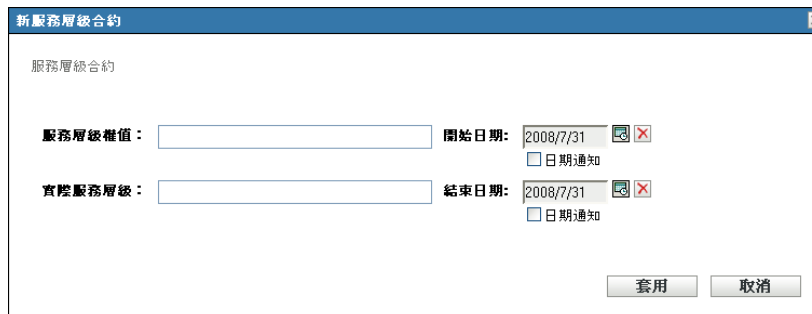 新服務層級合約
服務層級合約
服務層級權值： 開始日期: 2008/7/31
日期通知
實際服務層級： 結束日期: 2008/7/31
日期通知
套用 取消